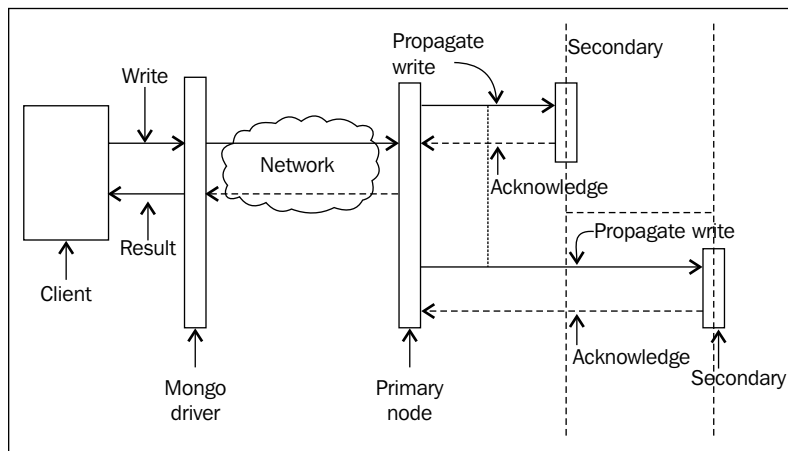 Propagate
write
Secondary
Write
Network
Acknowledge
Result
Propagate write
Client
Acknowledge
Mongo
driver
Primary
node
Secondary